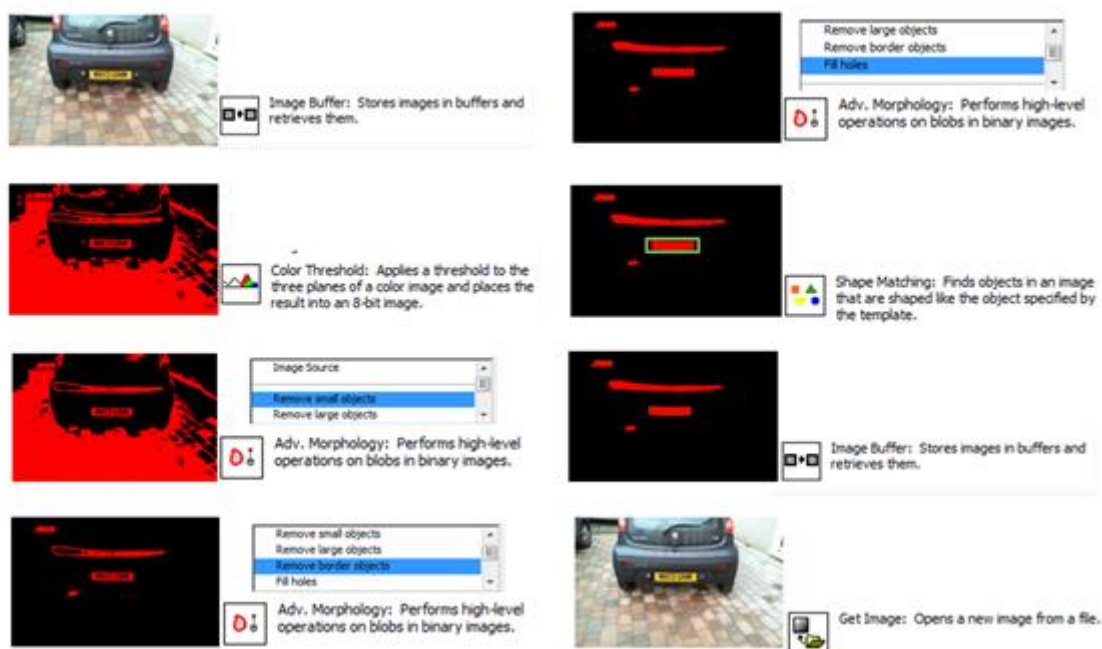 Image Buffer: Stores images in buffers and
retrieves them.
Color Threshold: Applies a threshold to the
three planes of a color image and places the
result into an 8-bit image.
Image Source
Remove small objects
Remove large objects
Adv. Morphology: Performs high-level
operations on blobs in binary images.
Remove small objects
Remove large objects
Remove border objects
Fill holes
Adv. Morphology: Performs high-level
operations on blobs in binary images.
Remove large objects
Remove border objects
Fill holes
Adv. Morphology: Performs high-level
operations on blobs in binary images.
Shape Matching: Finds objects in an image
that are shaped like the object specified by
the template.
Image Buffer: Stores images in buffers and
retrieves them.
Get Image: Opens a new image from a file.